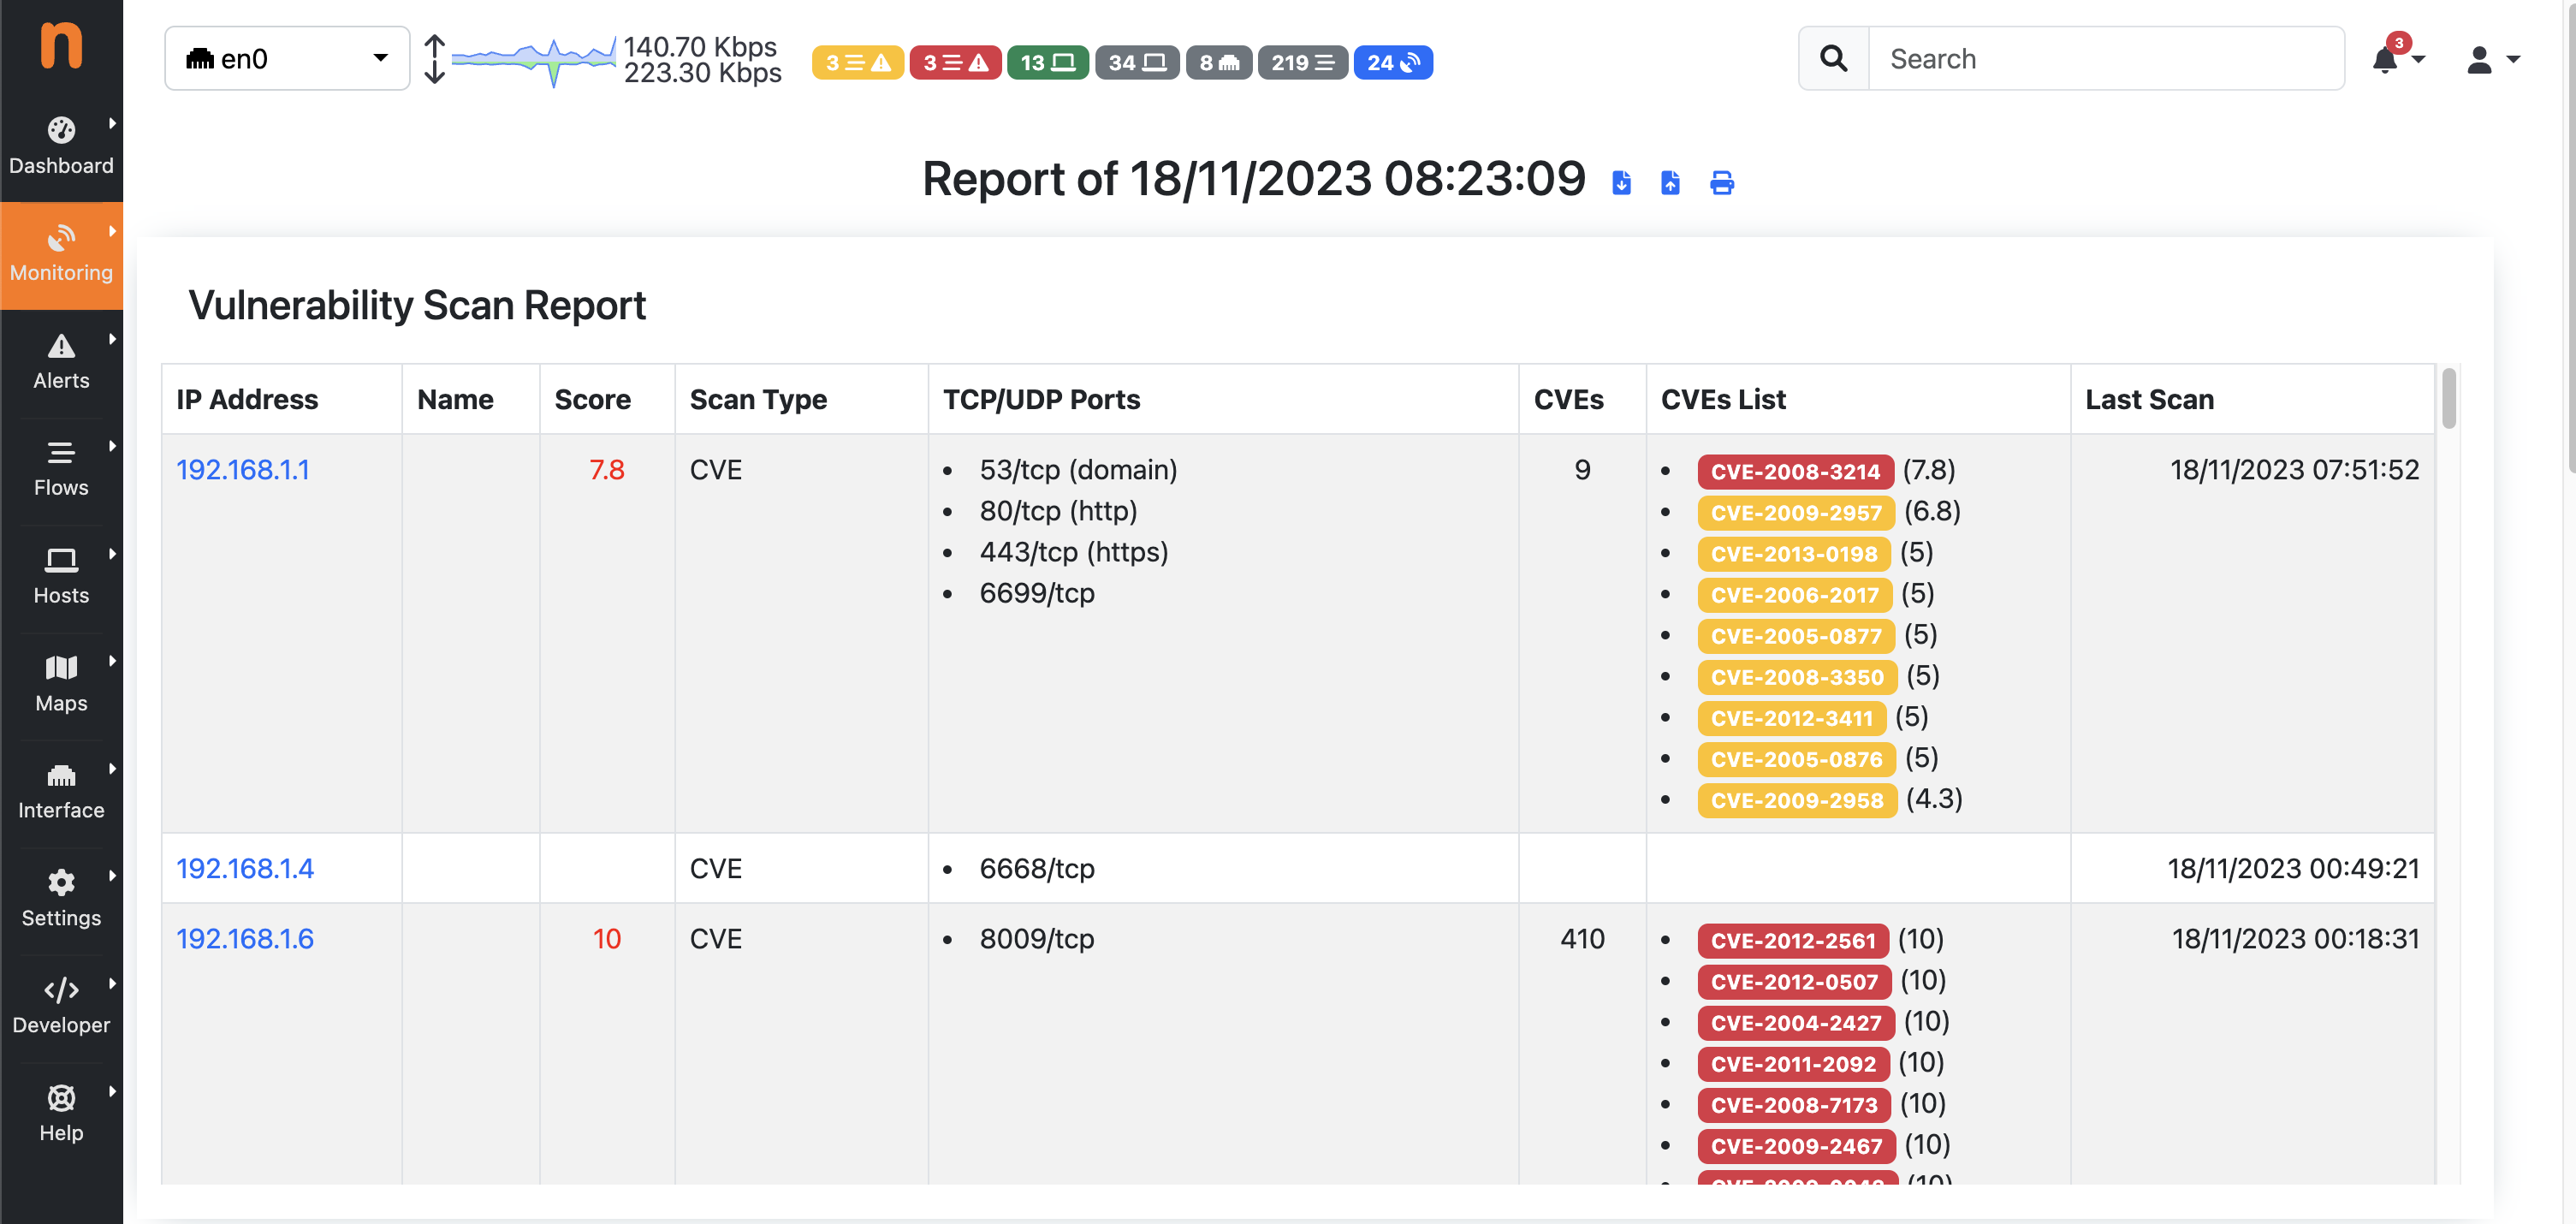 n
Dashboard
Monitoring
Alerts
Flows
Hosts
Maps
Interface
Settings
Developer
Help
en0
140.70 Kbps
223.30 Kbps
3
3
13
34
8
219
24
Search
3
Report of 18/11/2023 08:23:09
Vulnerability Scan Report
IP Address Name Score Scan Type TCP/UDP Ports CVEs CVEs List Last Scan
192.168.1.1 7.8 CVE 53/tcp (domain) 9 CVE-2008-3214 (7.8) 18/11/2023 07:51:52
80/tcp (http) CVE-2009-2957 (6.8)
443/tcp (https) CVE-2013-0198 (5)
6699/tcp CVE-2006-2017 (5)
CVE-2005-0877 (5)
CVE-2008-3350 (5)
CVE-2012-3411 (5)
CVE-2005-0876 (5)
CVE-2009-2958 (4.3)
192.168.1.4 CVE 6668/tcp 18/11/2023 00:49:21
192.168.1.6 10 CVE 8009/tcp 410 CVE-2012-2561 (10) 18/11/2023 00:18:31
CVE-2012-0507 (10)
CVE-2004-2427 (10)
CVE-2011-2092 (10)
CVE-2008-7173 (10)
CVE-2009-2467 (10)
(10)